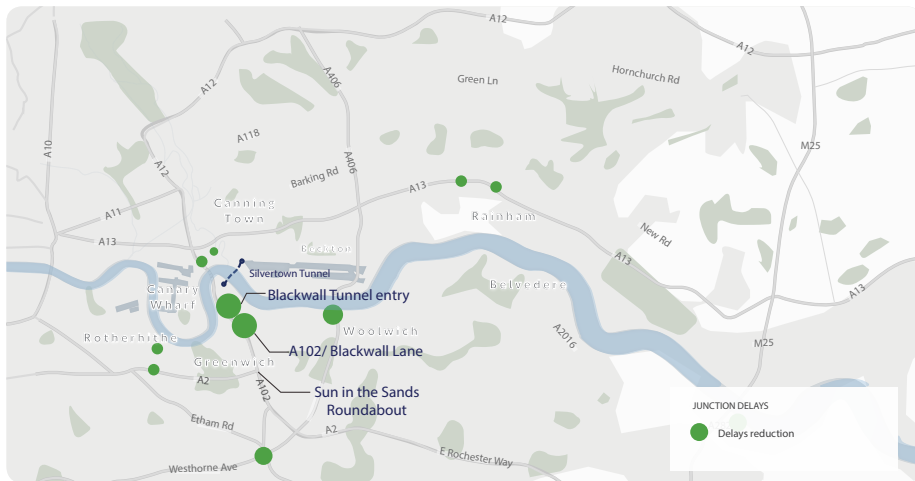 A12
A12
A406
Green Ln
Hornchurch Rd
A12
A118
A10
M25
A12
A406
Barking Rd
A13
Canning
Town
A11
Rainham
New Rd
A13
Beckton
A13
Silvertown Tunnel
Belvedere
Canary
Wharf
Blackwall Tunnel entry
A13
Woolwich
Rotherhithe
A2016
M25
A102/ Blackwall Lane
Greenwich
A2
A102
Sun in the Sands
Roundabout
Etham Rd
A2
E Rochester Way
Westhorne Ave
JUNCTION DELAYS
Delays reduction